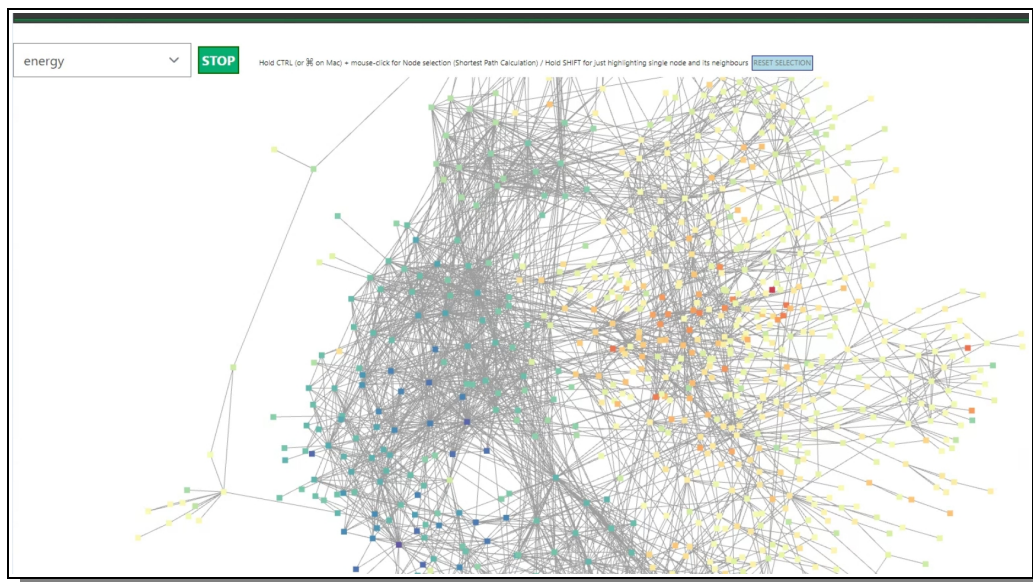 energy
STOP
Hold CTRL (or ⌘ on Mac) + mouse-click for Node selection (Shortest Path Calculation) / Hold SHIFT for just highlighting single node and its neighbours
RESET SELECTION